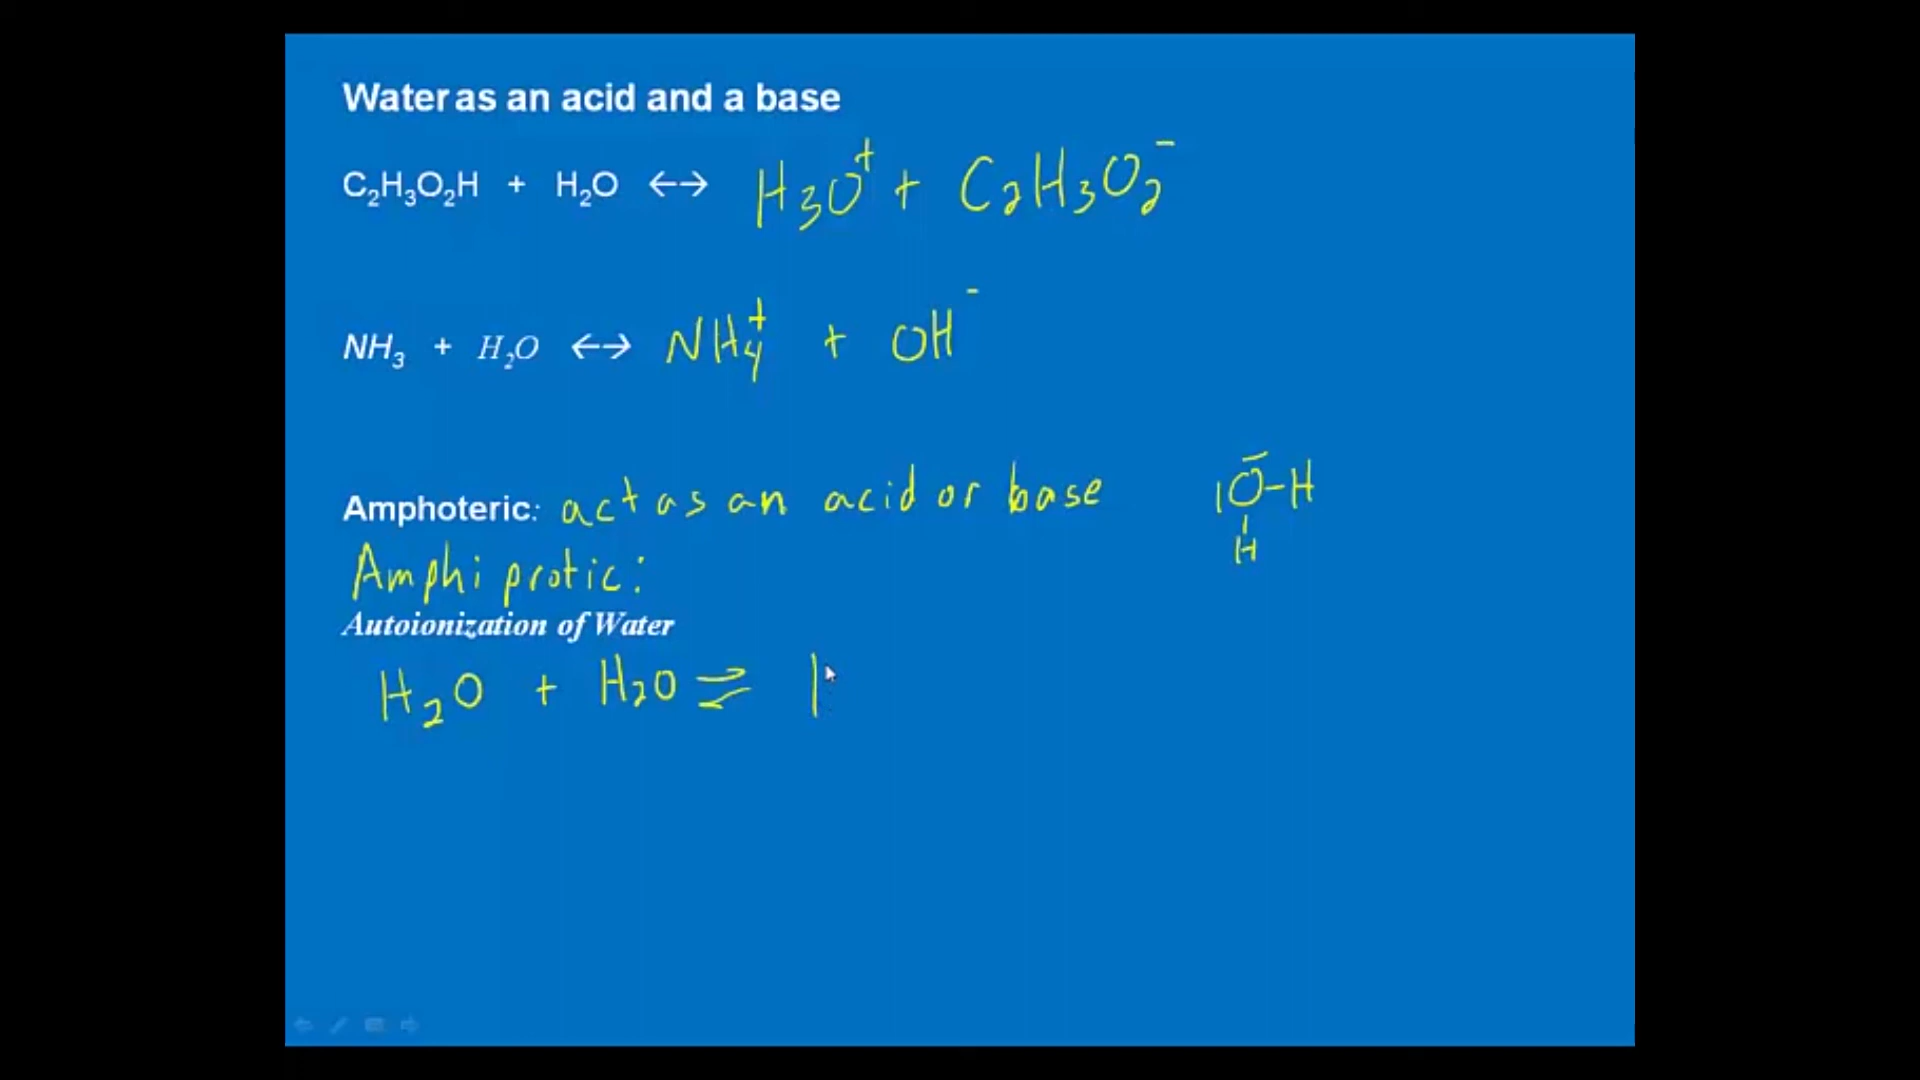 Water as an acid and a base
C₂H₃O₂H + H₂O ↔ H₃O⁺ + C₂H₃O₂⁻
NH₃ + H₂O ↔ NH₄⁺ + OH⁻
Amphoteric: act as an acid or base
Amphiprotic:
|O̅-H
|
H
Autoionization of Water
H₂O + H₂O ⇌ |